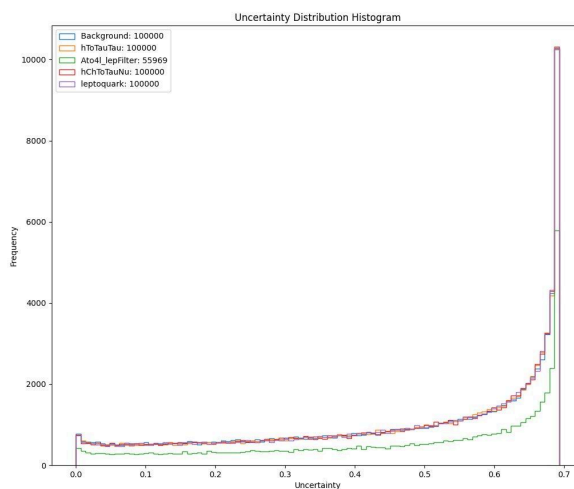 Uncertainty Distribution Histogram
Background: 100000
hToTauTau: 100000
Ato4l_lepFilter: 55969
hChToTauNu: 100000
leptoquark: 100000
10000
8000
6000
4000
2000
0
Frequency
0.0 0.1 0.2 0.3 0.4 0.5 0.6 0.7
Uncertainty